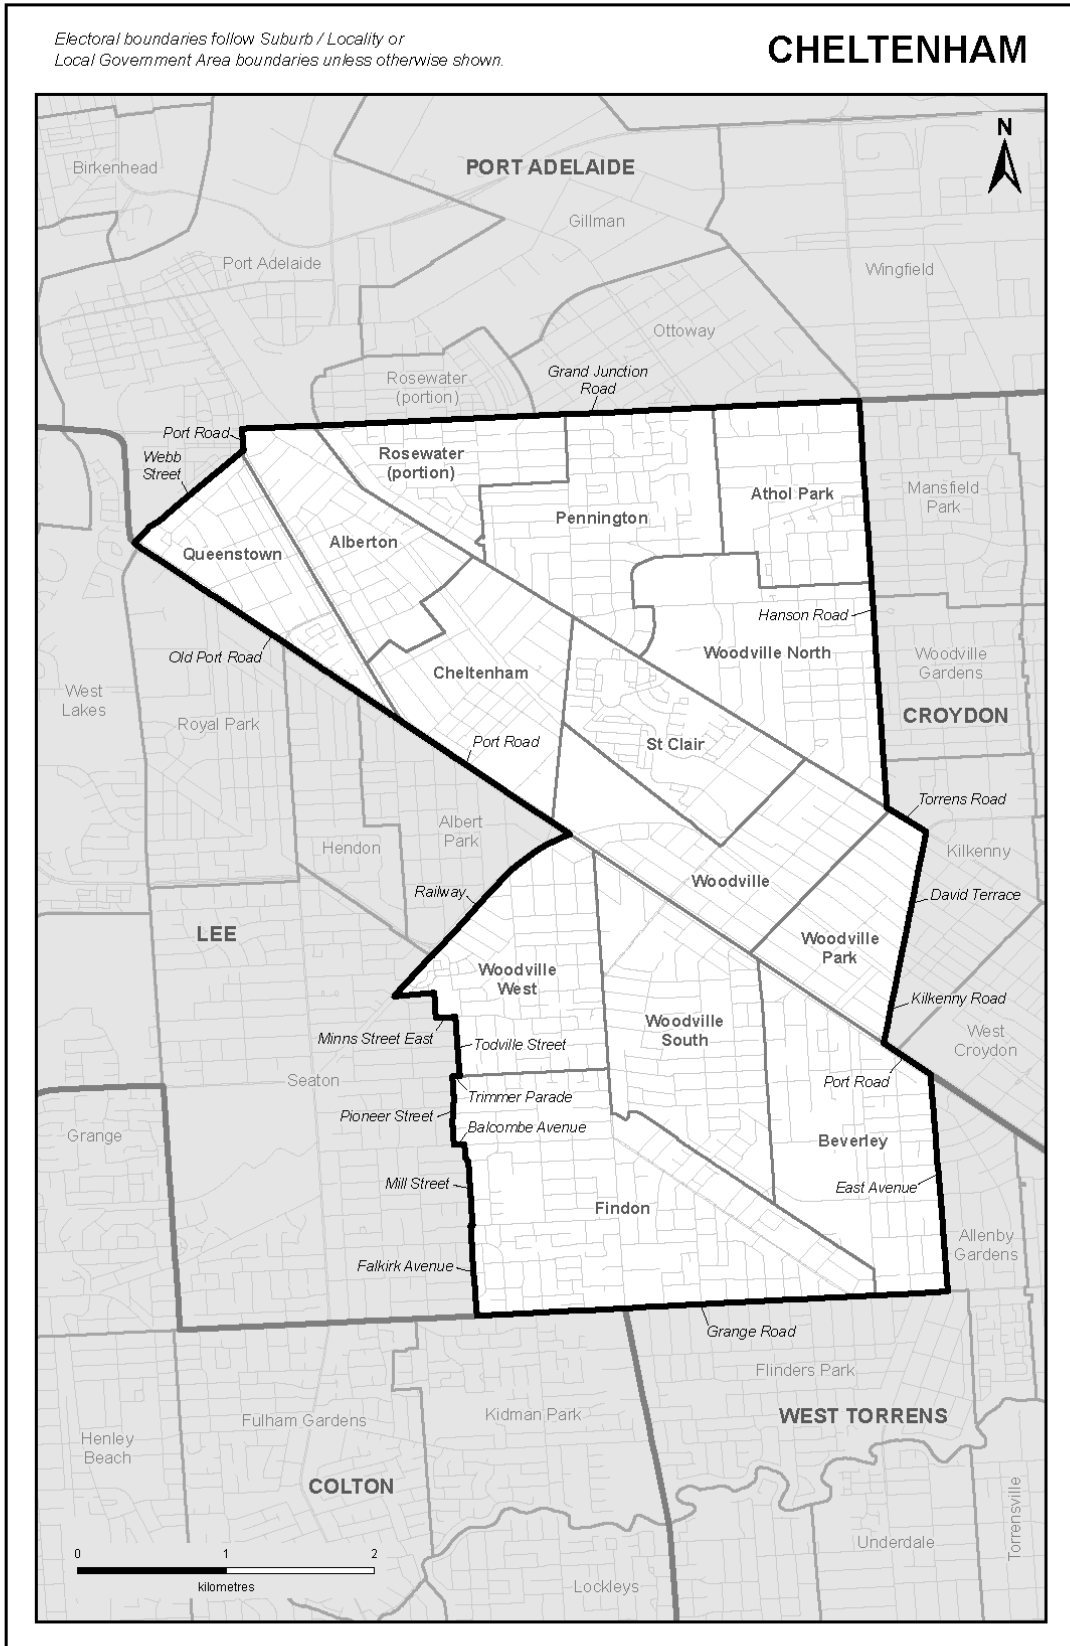 Electoral boundaries follow Suburb / Locality or
Local Government Area boundaries unless otherwise shown.
CHELTENHAM
N
Birkenhead
PORT ADELAIDE
Gillman
Port Adelaide
Wingfield
Ottoway
Rosewater
(portion)
Grand Junction
Road
Port Road
Webb
Street
Rosewater
(portion)
Athol Park
Mansfield
Park
Pennington
Queenstown
Alberton
Hanson Road
Old Port Road
Woodville North
Woodville
Gardens
Cheltenham
West
Lakes
Royal Park
CROYDON
Port Road
St Clair
Torrens Road
Albert
Park
Hendon
Kilkenny
Woodville
Railway
David Terrace
LEE
Woodville
Park
Woodville
West
Kilkenny Road
Woodville
South
West
Croydon
Minns Street East
Todville Street
Seaton
Port Road
Trimmer Parade
Pioneer Street
Balcombe Avenue
Grange
Beverley
Mill Street
East Avenue
Findon
Allenby
Gardens
Falkirk Avenue
Grange Road
Flinders Park
Fulham Gardens
Kidman Park
WEST TORRENS
Henley
Beach
COLTON
Torrensville
Underdale
0 1 2
kilometres
Lockleys